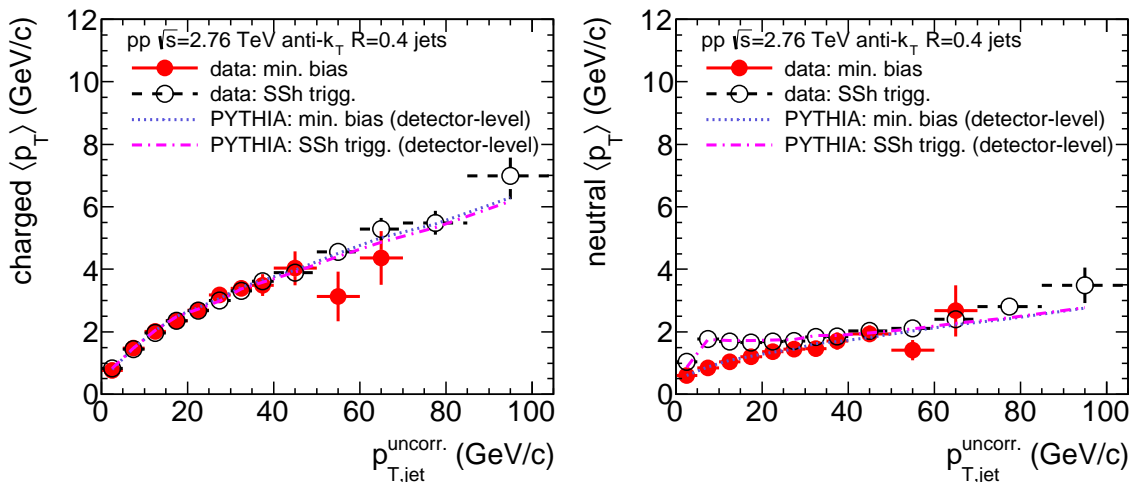 pp √s=2.76 TeV anti-k_T R=0.4 jets
data: min. bias
data: SSh trigg.
PYTHIA: min. bias (detector-level)
PYTHIA: SSh trigg. (detector-level)
charged ⟨p_T⟩ (GeV/c)
12
10
8
6
4
2
0
0 20 40 60 80 100
p_{T,jet}^{uncorr.} (GeV/c)
pp √s=2.76 TeV anti-k_T R=0.4 jets
data: min. bias
data: SSh trigg.
PYTHIA: min. bias (detector-level)
PYTHIA: SSh trigg. (detector-level)
neutral ⟨p_T⟩ (GeV/c)
12
10
8
6
4
2
0
0 20 40 60 80 100
p_{T,jet}^{uncorr.} (GeV/c)